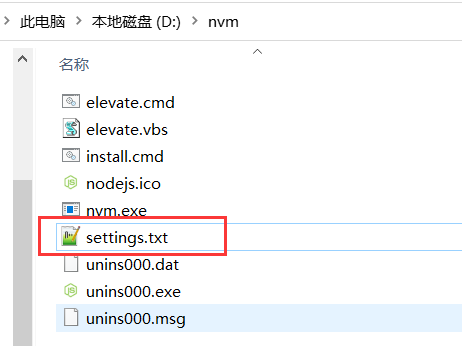 此电脑 > 本地磁盘 (D:) > nvm
名称
elevate.cmd
elevate.vbs
install.cmd
nodejs.ico
nvm.exe
settings.txt
unins000.dat
unins000.exe
unins000.msg